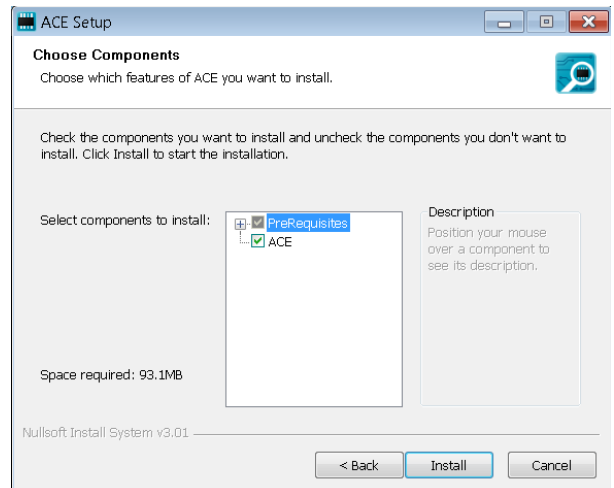 ACE Setup
Choose Components
Choose which features of ACE you want to install.
Check the components you want to install and uncheck the components you don't want to
install. Click Install to start the installation.
Select components to install:
PreRequisites
ACE
Description
Position your mouse
over a component to
see its description.
Space required: 93.1MB
Nullsoft Install System v3.01
< Back
Install
Cancel